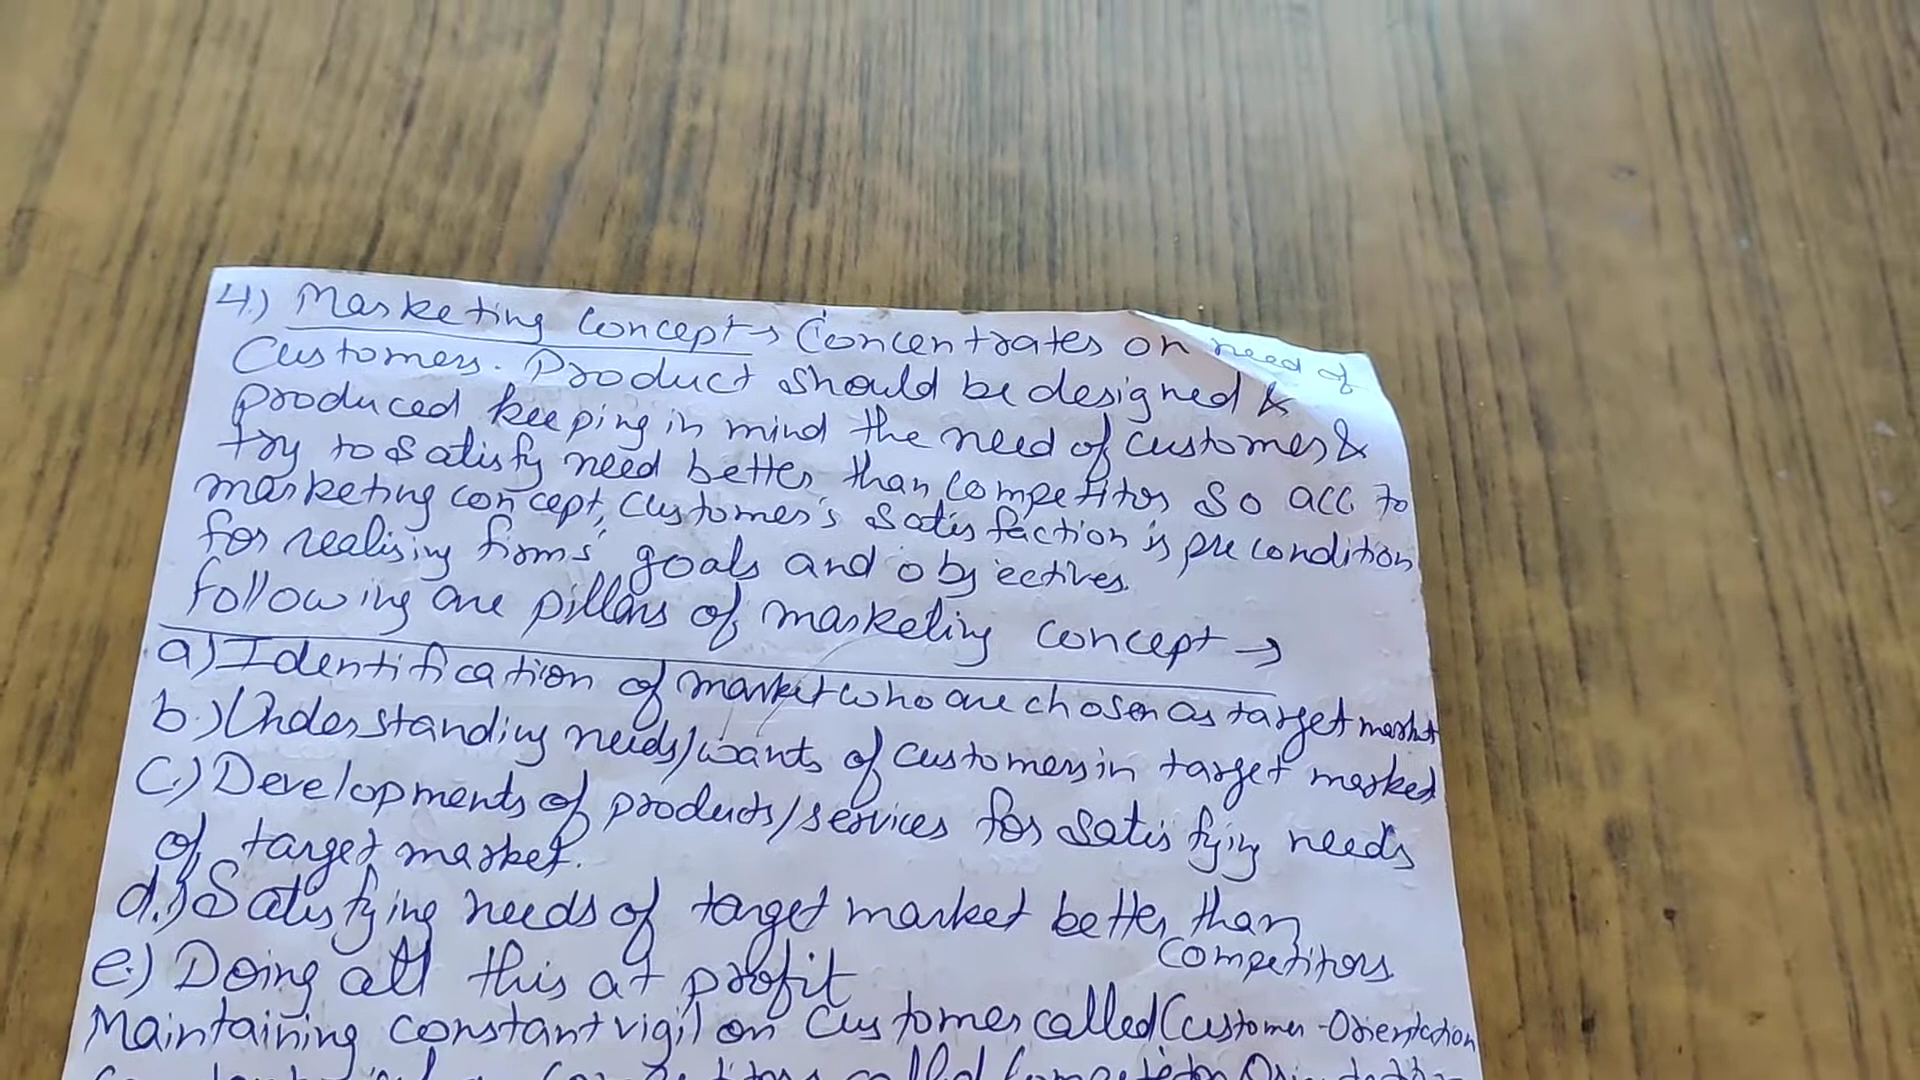 4.) Marketing Concept → Concentrates on need of
Customers. Product should be designed &
produced keeping in mind the need of customer &
try to satisfy need better than competitor So acc to
marketing concept, Customer's Satisfaction is pre condition
for realising firms' goals and objectives.
Following are pillars of marketing concept →
a) Identification of market who are chosen as target market
b.) Understanding needs/wants of customers in target market
C.) Developments of products/services for satisfying needs
of target market.
d.) Satisfying needs of target market better than
competitors
e.) Doing all this at profit
Maintaining constant vigil on Customer called (Customer-Orientation